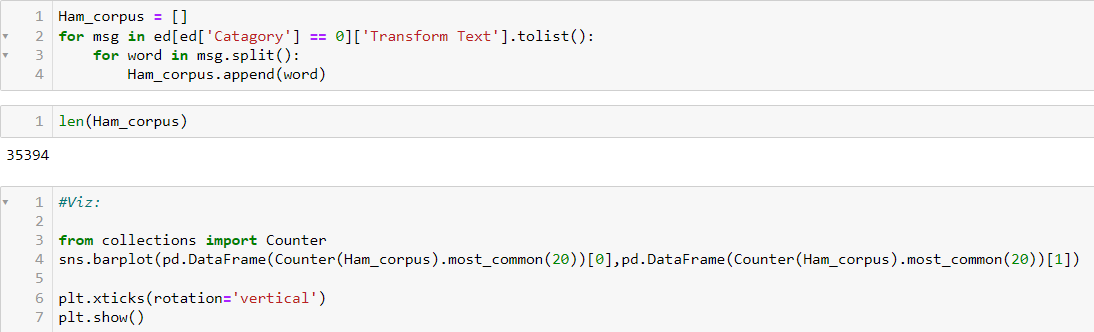 1 Ham_corpus = []
2 for msg in ed[ed['Catagory'] == 0]['Transform Text'].tolist():
3     for word in msg.split():
4         Ham_corpus.append(word)
1 len(Ham_corpus)
35394
1 #Viz:
2
3 from collections import Counter
4 sns.barplot(pd.DataFrame(Counter(Ham_corpus).most_common(20))[0],pd.DataFrame(Counter(Ham_corpus).most_common(20))[1])
5
6 plt.xticks(rotation='vertical')
7 plt.show()